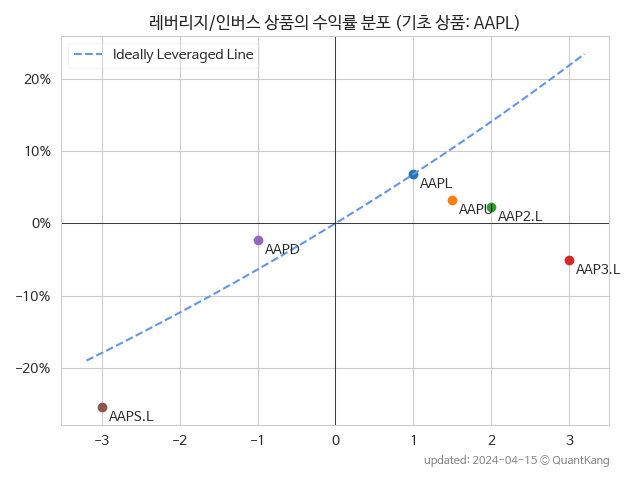 레버리지/인버스 상품의 수익률 분포 (기초 상품: AAPL)
Ideally Leveraged Line
20%
10%
0%
−10%
−20%
AAPL
AAPU
AAP2.L
AAPD
AAP3.L
AAPS.L
−3 −2 −1 0 1 2 3
updated: 2024-04-15 © QuantKang